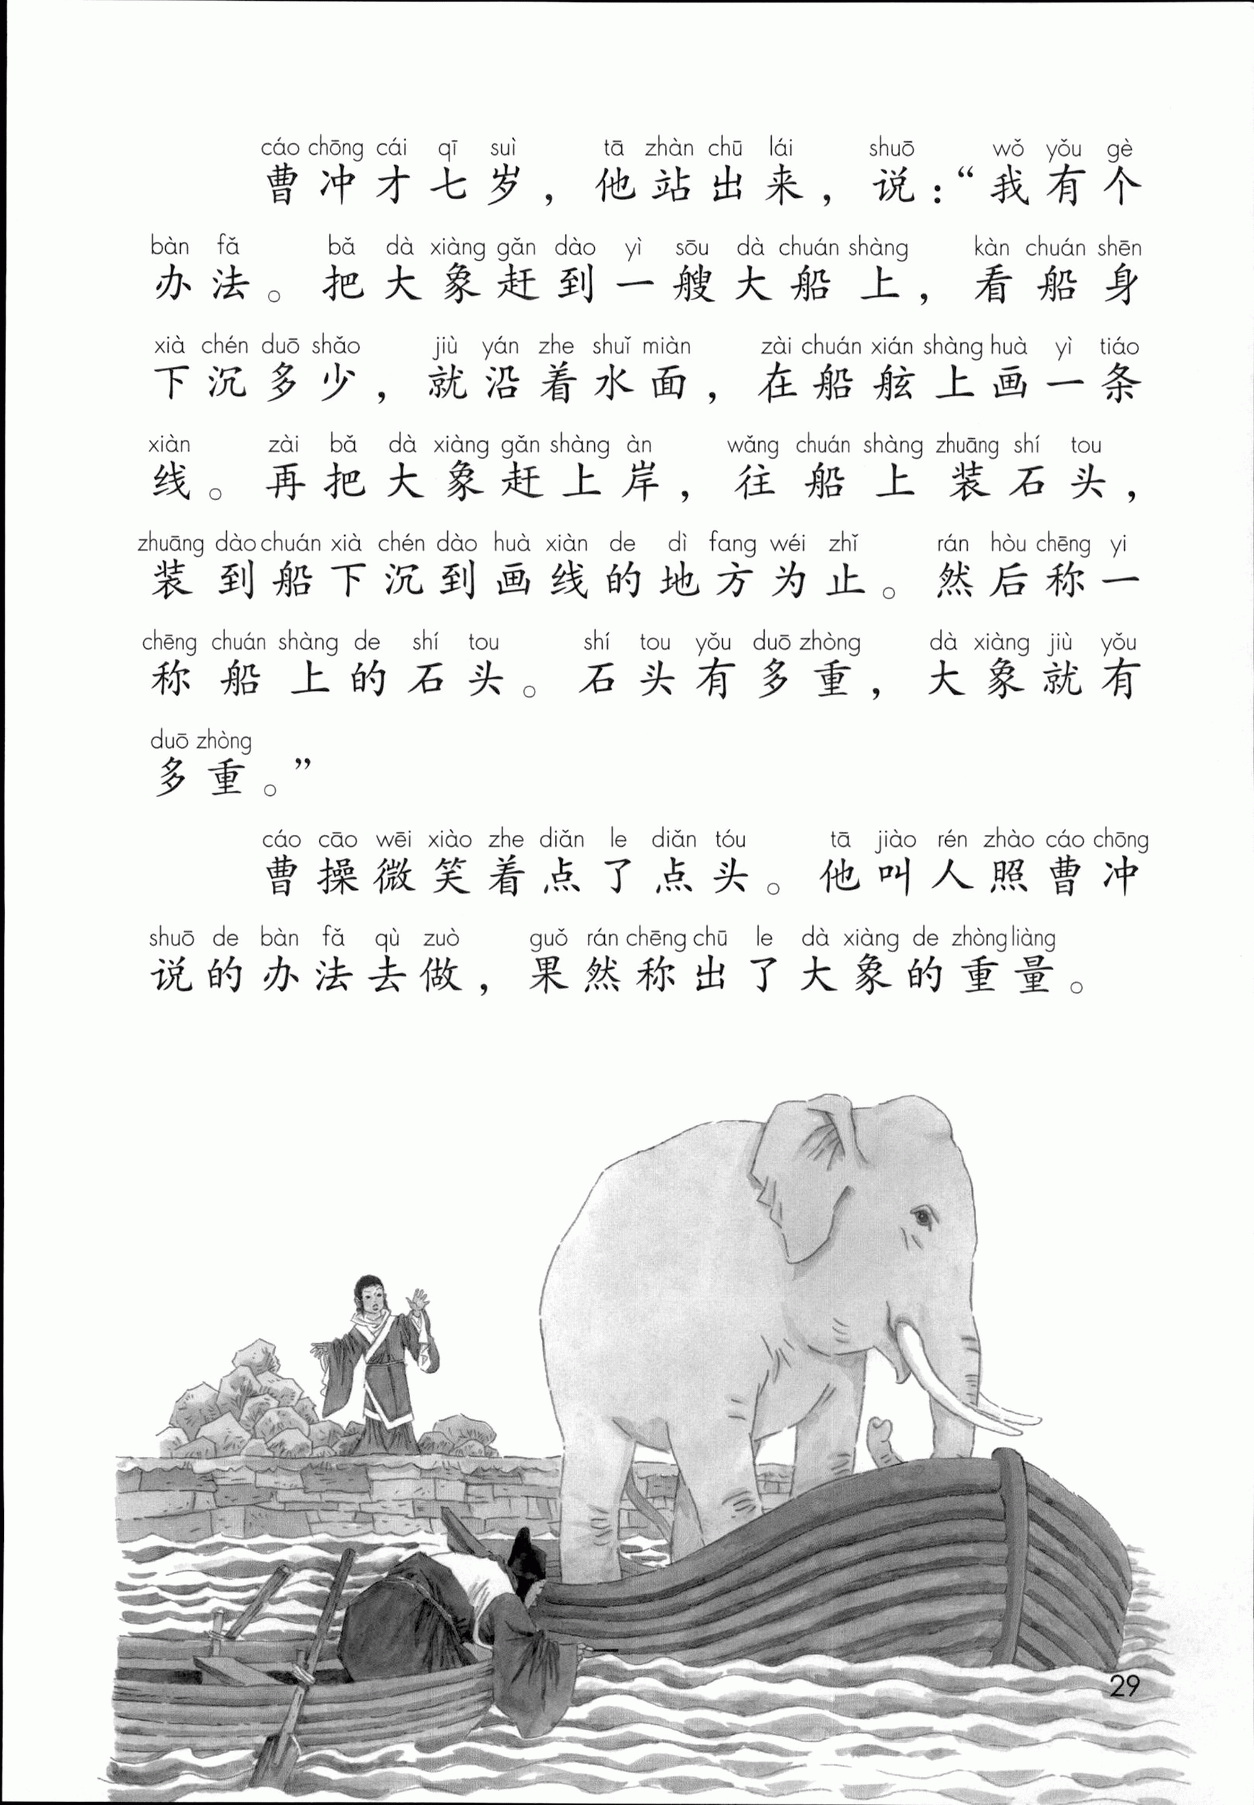 cáo chōng cái qī suì tā zhàn chū lái shuō wǒ yǒu gè
曹冲才七岁，他站出来，说：“我有个
bàn fǎ bǎ dà xiàng gǎn dào yì sōu dà chuán shàng kàn chuán shēn
办法。把大象赶到一艘大船上，看船身
xià chén duō shǎo jiù yán zhe shuǐ miàn zài chuán xián shàng huà yì tiáo
下沉多少，就沿着水面，在船舷上画一条
xiàn zài bǎ dà xiàng gǎn shàng àn wǎng chuán shàng zhuāng shí tou
线。再把大象赶上岸，往船上装石头，
zhuāng dào chuán xià chén dào huà xiàn de dì fang wéi zhǐ rán hòu chēng yi
装到船下沉到画线的地方为止。然后称一
chēng chuán shàng de shí tou shí tou yǒu duō zhòng dà xiàng jiù yǒu
称船上的石头。石头有多重，大象就有
duō zhòng
多重。”
cáo cāo wēi xiào zhe diǎn le diǎn tóu tā jiào rén zhào cáo chōng
曹操微笑着点了点头。他叫人照曹冲
shuō de bàn fǎ qù zuò guǒ rán chēng chū le dà xiàng de zhòng liàng
说的办法去做，果然称出了大象的重量。
29